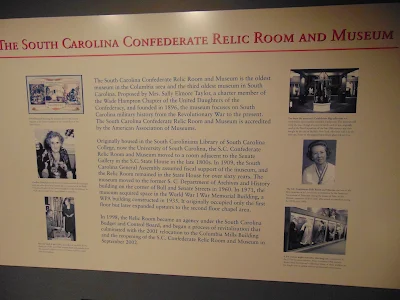 THE SOUTH CAROLINA CONFEDERATE RELIC ROOM AND MUSEUM
The South Carolina Confederate Relic Room and Museum is the oldest
museum in the Columbia area and the third oldest museum in South
Carolina. Proposed by Mrs. Sally Elmore Taylor, a charter member of
the Wade Hampton Chapter of the United Daughters of the
Confederacy, and founded in 1896, the museum focuses on South
Carolina military history from the Revolutionary War to the present.
The South Carolina Confederate Relic Room and Museum is accredited
by the American Association of Museums.
Originally housed in the South Caroliniana Library of South Carolina
College, now the University of South Carolina, the S.C. Confederate
Relic Room and Museum moved to a room adjacent to the Senate
Gallery in the S.C. State House in the late 1800s. In 1909, the South
Carolina General Assembly assumed fiscal support of the museum, and
the Relic Room remained in the State House for over sixty years. The
museum moved to the former S. C. Department of Archives and History
building on the corner of Bull and Senate Streets in 1960. In 1971, the
museum acquired space in the World War I War Memorial Building, a
WPA building constructed in 1935. It originally occupied only the first
floor but later expanded upstairs to the second floor chapel area.
In 1998, the Relic Room became an agency under the South Carolina
Budget and Control Board, and began a process of revitalization that
culminated with the 2001 relocation to the Columbia Mills Building
and the reopening of the S.C. Confederate Relic Room and Museum in
September 2002.